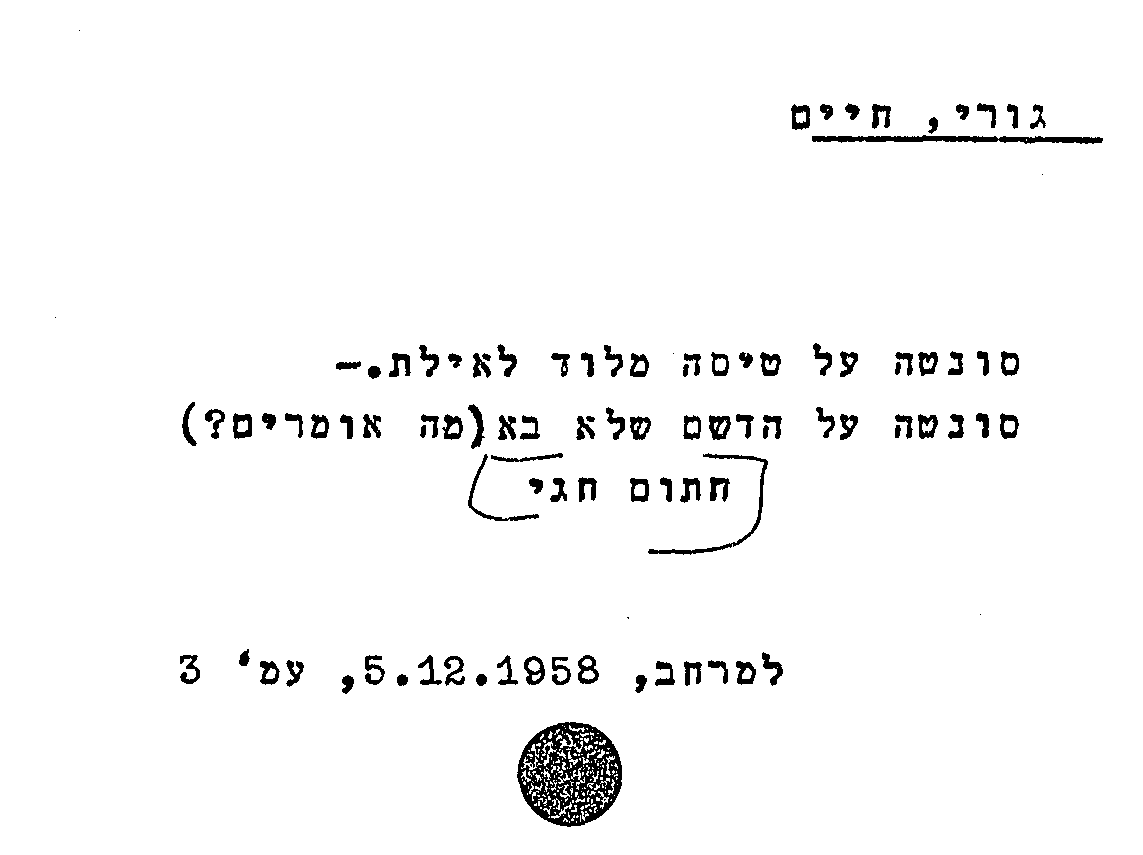 גורי, חיים
סונטה על טיסה מלוד לאילת.-
סונטה על הדשם שלא בא(מה אומרים?)
חתום חגי
למרחב, 5.12.1958, עמ' 3